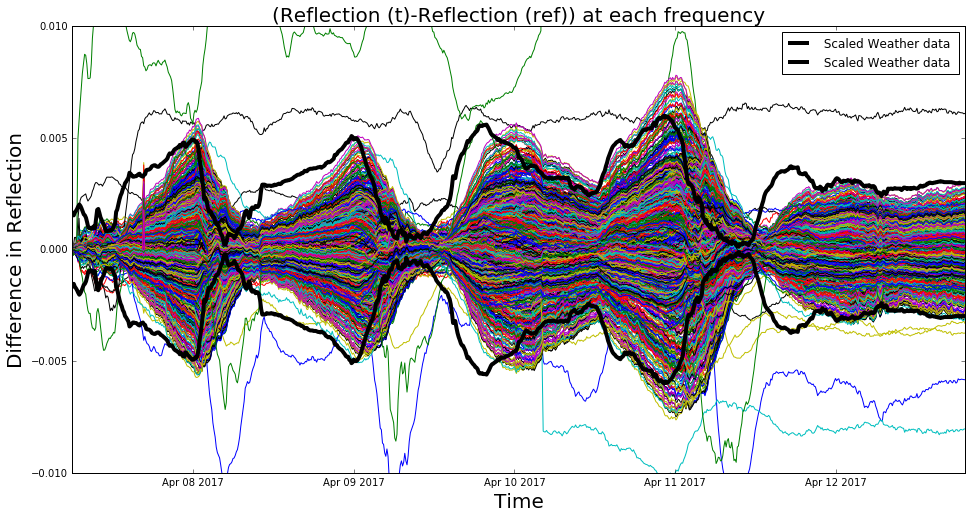 (Reflection (t)-Reflection (ref)) at each frequency
0.010
Scaled Weather data
Scaled Weather data
0.005
0.000
−0.005
−0.010
Difference in Reflection
Apr 08 2017
Apr 09 2017
Apr 10 2017
Apr 11 2017
Apr 12 2017
Time